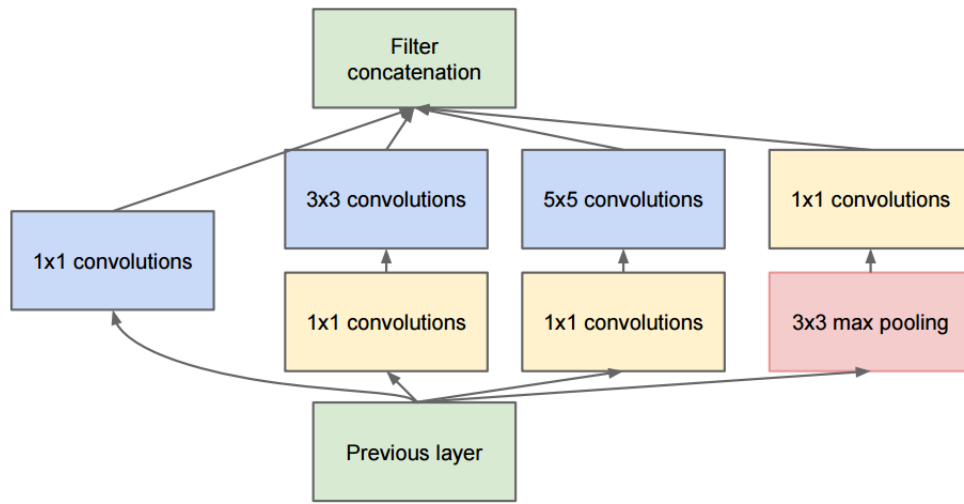 Filter
concatenation
3x3 convolutions
5x5 convolutions
1x1 convolutions
1x1 convolutions
1x1 convolutions
1x1 convolutions
3x3 max pooling
Previous layer